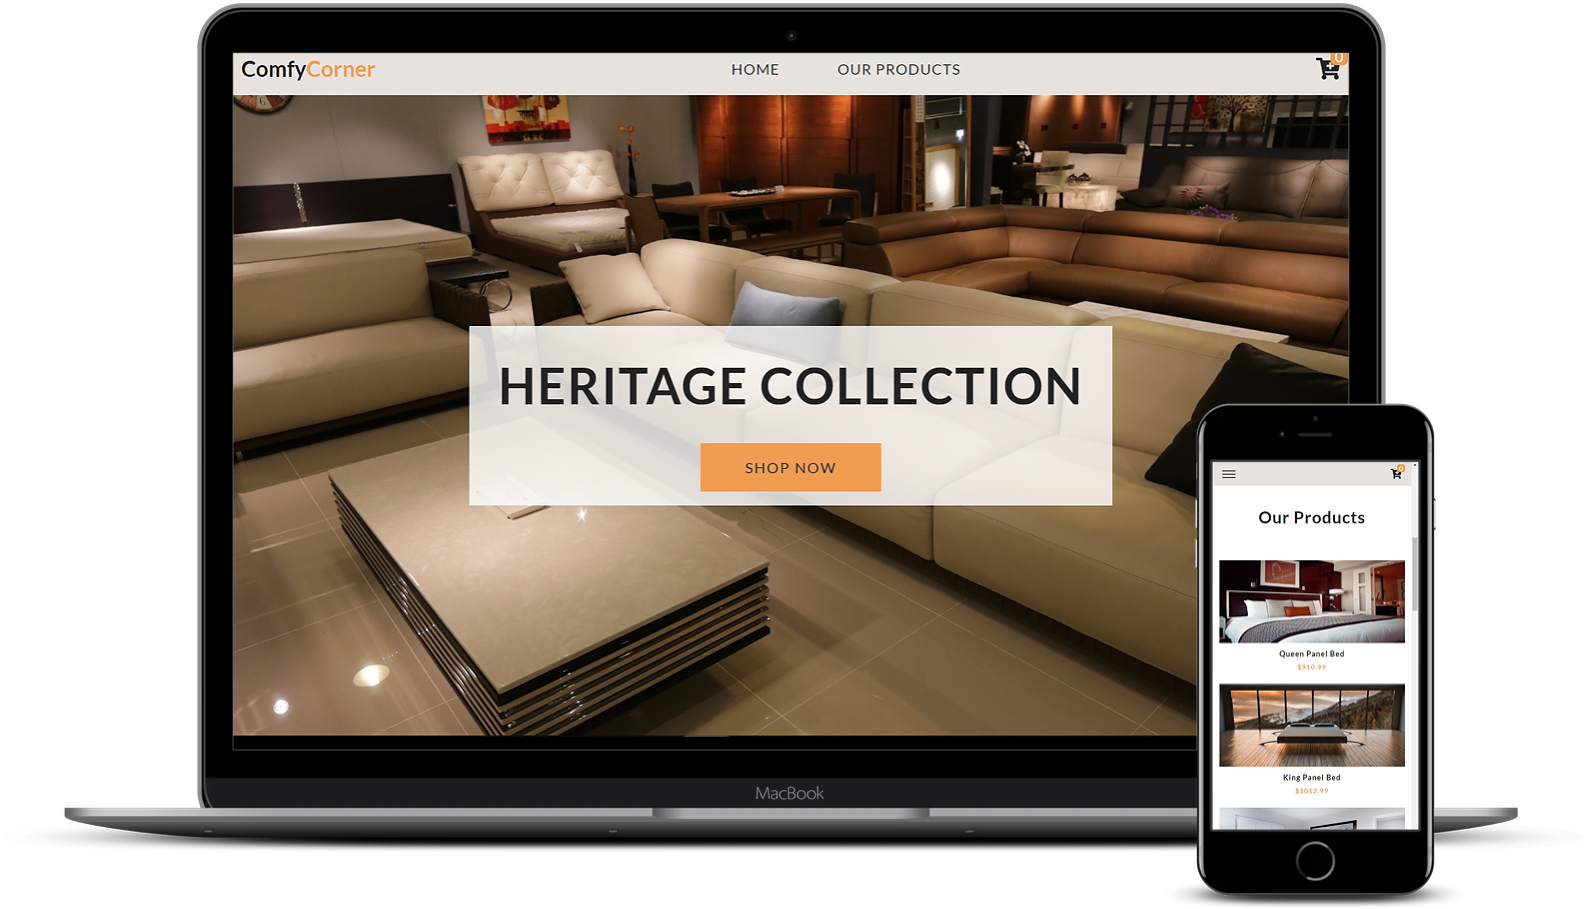 ComfyCorner
HOME
OUR PRODUCTS
0
HERITAGE COLLECTION
SHOP NOW
MacBook
0
Our Products
Queen Panel Bed
$910.99
King Panel Bed
$1012.99